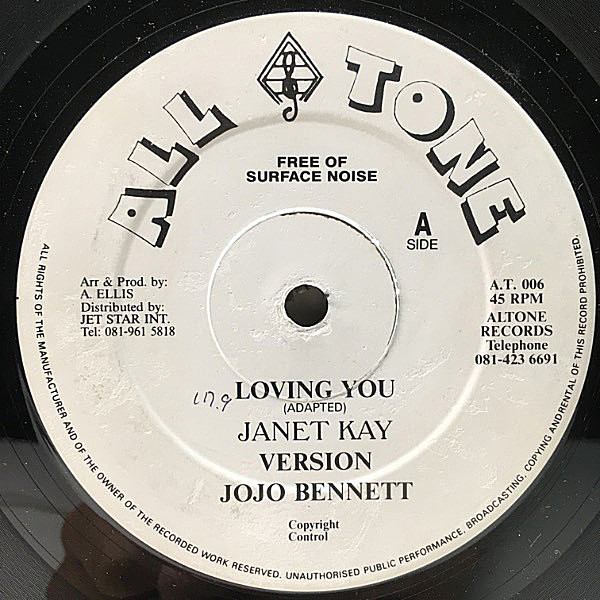 ALL TONE
FREE OF
SURFACE NOISE
A
SIDE
Arr & Prod. by:
A. ELLIS
Distributed by:
JET STAR INT.
Tel: 081-961 5818
A.T. 006
45 RPM
ALTONE
RECORDS
Telephone
081-423 6691
LOVING YOU
(ADAPTED)
JANET KAY
VERSION
JOJO BENNETT
Copyright
Control
ALL RIGHTS OF THE MANUFACTURER AND OF THE OWNER OF THE RECORDED WORK RESERVED. UNAUTHORISED PUBLIC PERFORMANCE, BROADCASTING, COPYING ANDRENTAL OF THIS RECORD PROHIBITED.